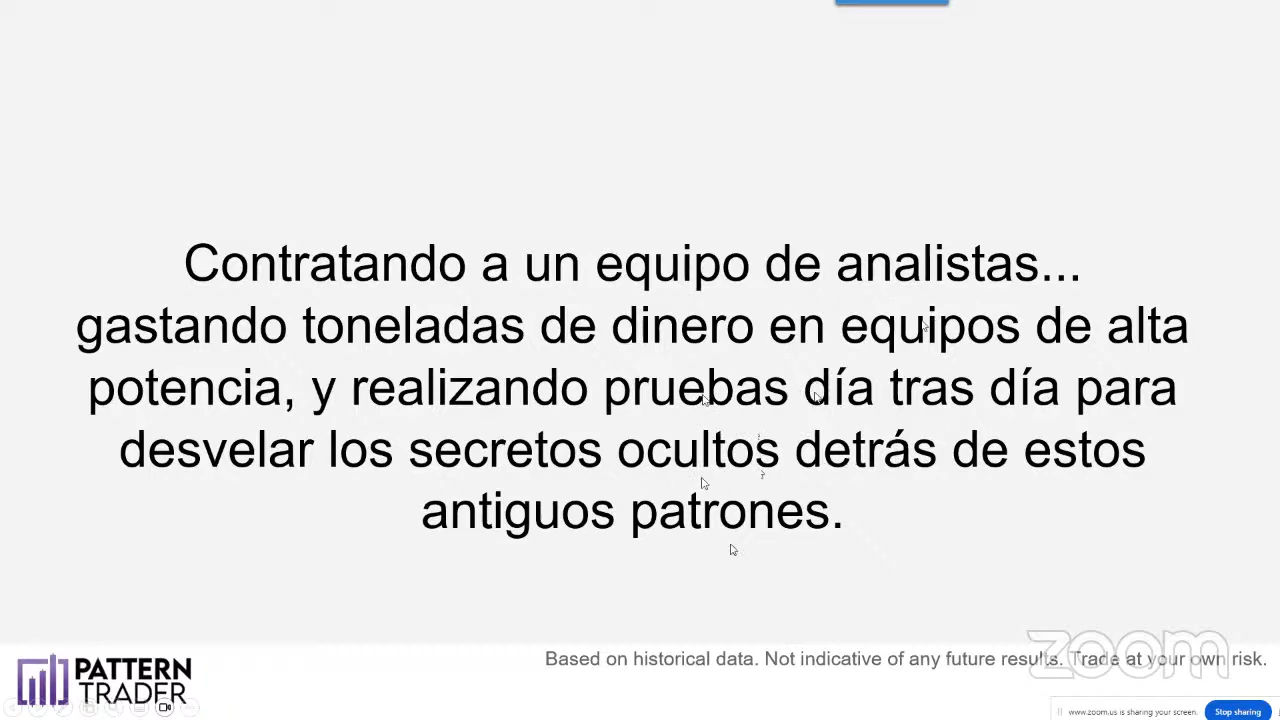 Contratando a un equipo de analistas...
gastando toneladas de dinero en equipos de alta
potencia, y realizando pruebas día tras día para
desvelar los secretos ocultos detrás de estos
antiguos patrones.
zoom
Based on historical data. Not indicative of any future results. Trade at your own risk.
PATTERN
TRADER
www.zoom.us is sharing your screen.
Stop sharing